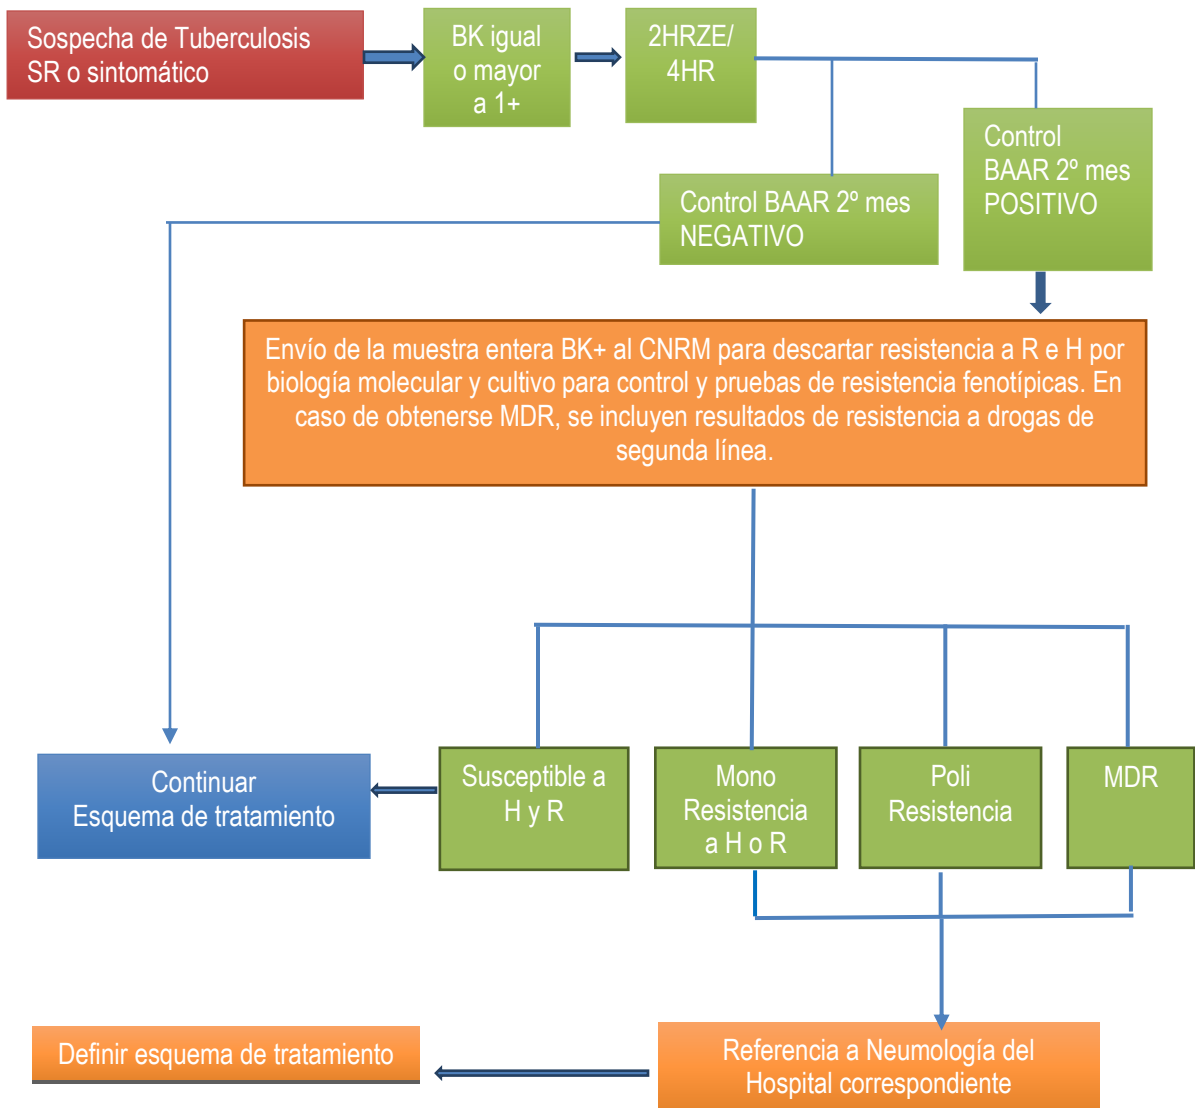 Sospecha de Tuberculosis
SR o sintomático
BK igual
o mayor
a 1+
2HRZE/
4HR
Control
BAAR 2º mes
POSITIVO
Control BAAR 2º mes
NEGATIVO
Envío de la muestra entera BK+ al CNRM para descartar resistencia a R e H por
biología molecular y cultivo para control y pruebas de resistencia fenotípicas. En
caso de obtenerse MDR, se incluyen resultados de resistencia a drogas de
segunda línea.
Continuar
Esquema de tratamiento
Susceptible a
H y R
Mono
Resistencia
a H o R
Poli
Resistencia
MDR
Definir esquema de tratamiento
Referencia a Neumología del
Hospital correspondiente